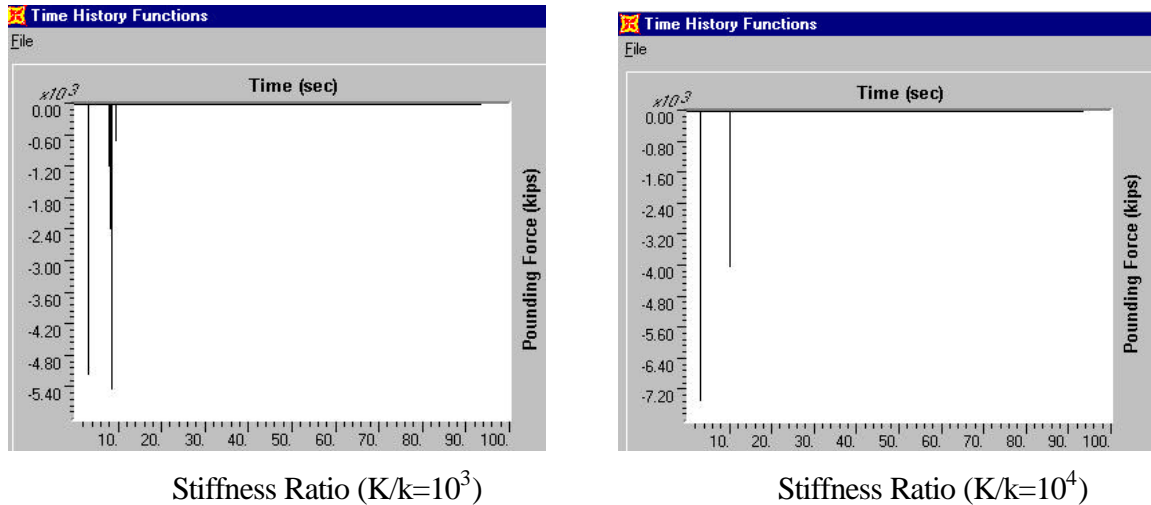 Time History Functions
File
x10 3
Time (sec)
0.00
-0.60
-1.20
-1.80
-2.40
-3.00
-3.60
-4.20
-4.80
-5.40
Pounding Force (kips)
10. 20. 30. 40. 50. 60. 70. 80. 90. 100.
Stiffness Ratio (K/k=10³)
Time History Functions
File
x10 3
Time (sec)
0.00
-0.80
-1.60
-2.40
-3.20
-4.00
-4.80
-5.60
-6.40
-7.20
Pounding Force (kips)
10. 20. 30. 40. 50. 60. 70. 80. 90. 100.
Stiffness Ratio (K/k=10⁴)